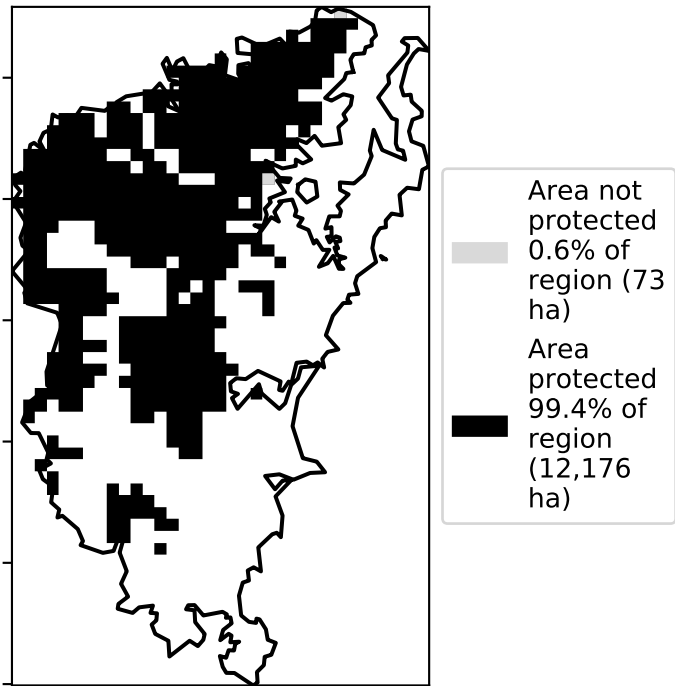 Area not
protected
0.6% of
region (73
ha)
Area
protected
99.4% of
region
(12,176
ha)